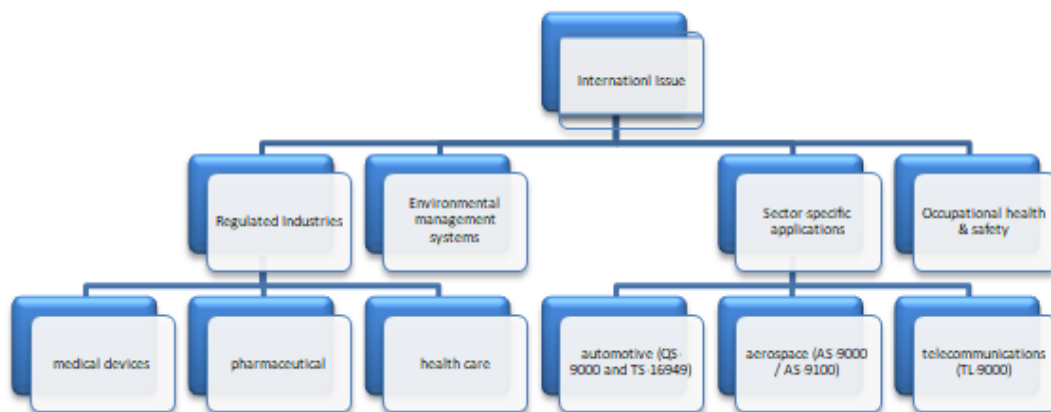 Internationl Issue
Regulated Industries
Environmental
management
systems
Sector specific
applications
Occupational health
& safety
medical devices
pharmaceutical
health care
automotive (QS-
9000 and TS-16949)
aerospace (AS-9000
/ AS-9100)
telecommunications
(TL-9000)